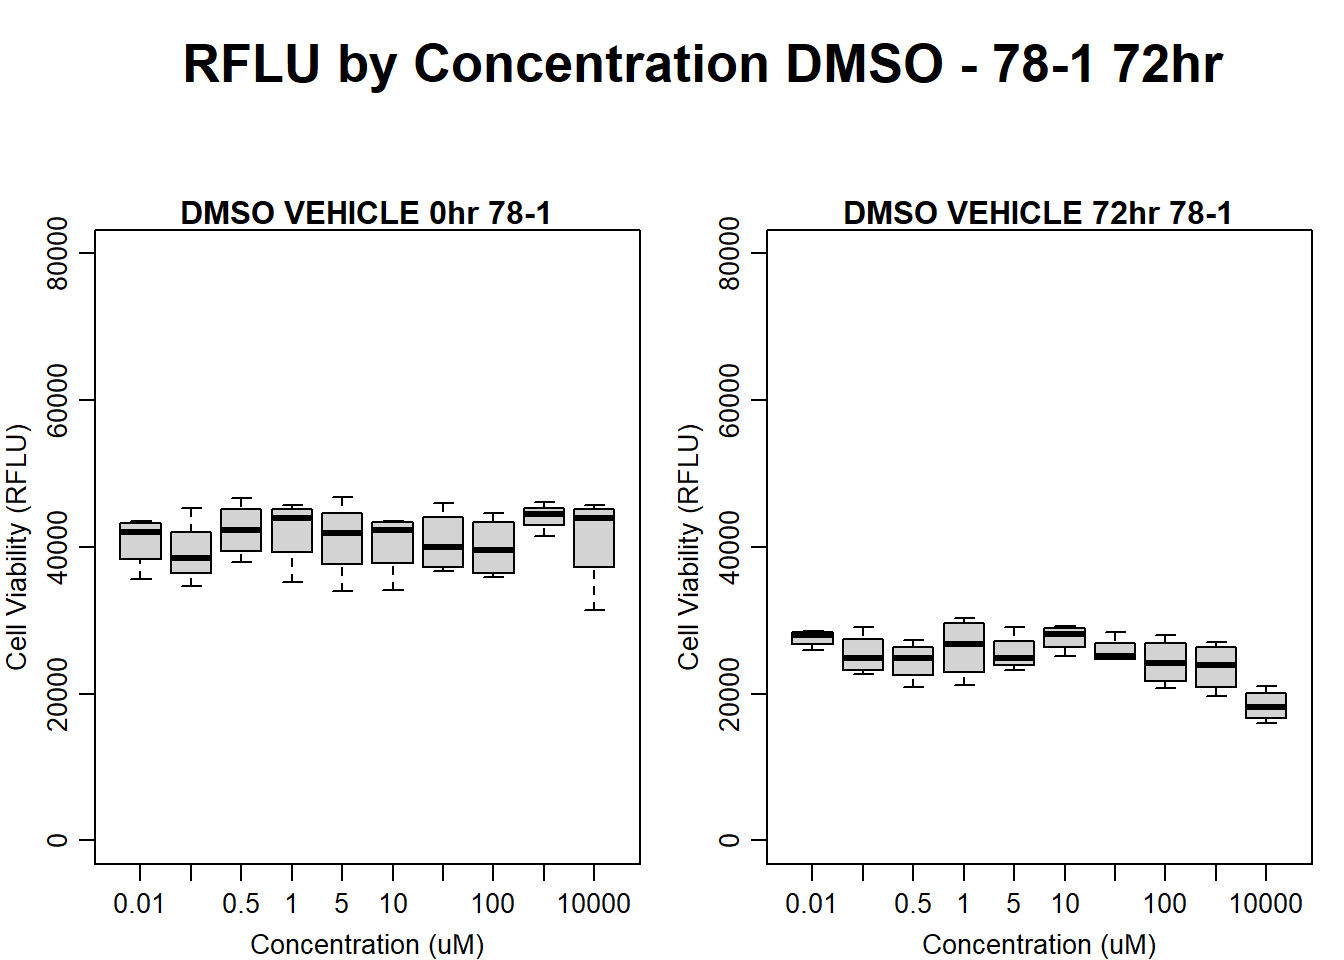 RFLU by Concentration DMSO - 78-1 72hr
DMSO VEHICLE 0hr 78-1
Cell Viability (RFLU)
80000
60000
40000
20000
0
0.01 0.5 1 5 10 100 10000
Concentration (uM)
DMSO VEHICLE 72hr 78-1
Cell Viability (RFLU)
80000
60000
40000
20000
0
0.01 0.5 1 5 10 100 10000
Concentration (uM)